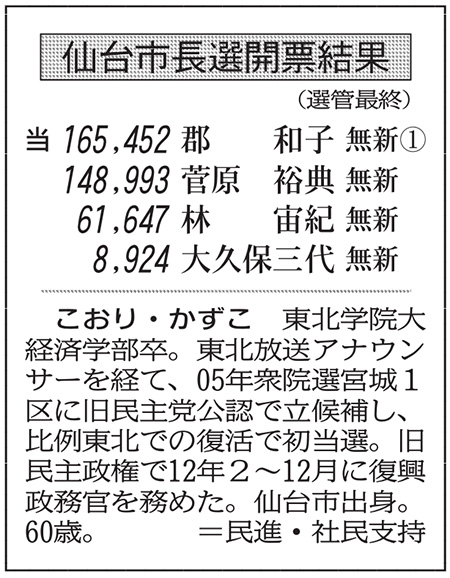 仙台市長選開票結果
（選管最終）
当 165,452 郡 和子 無新①
148,993 菅原 裕典 無新
61,647 林 宙紀 無新
8,924 大久保三代 無新
こおり・かずこ 東北学院大
経済学部卒。東北放送アナウン
サーを経て、05年衆院選宮城１
区に旧民主党公認で立候補し、
比例東北での復活で初当選。旧
民主政権で12年２〜12月に復興
政務官を務めた。仙台市出身。
60歳。 ＝民進・社民支持